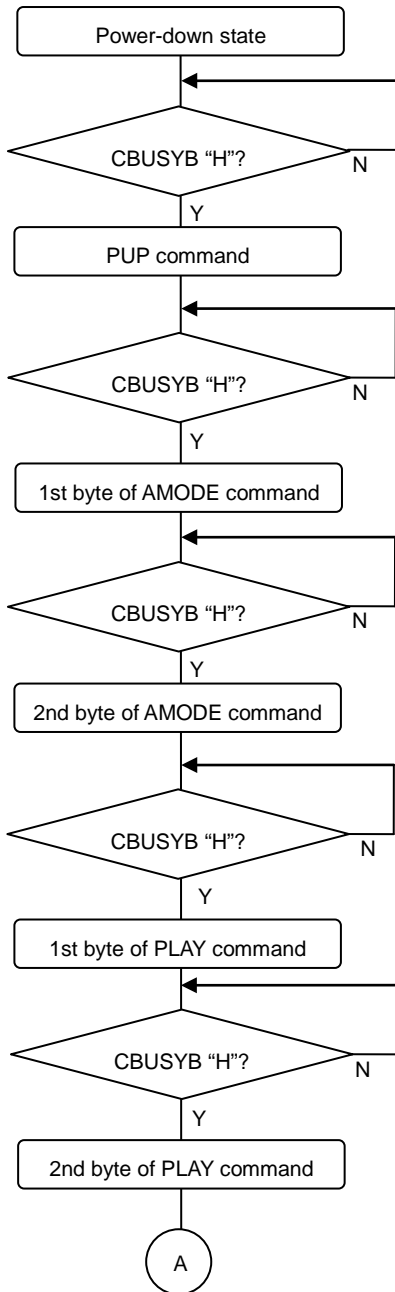 Power-down state
CBUSYB “H”?
N
Y
PUP command
CBUSYB “H”?
N
Y
1st byte of AMODE command
CBUSYB “H”?
N
Y
2nd byte of AMODE command
CBUSYB “H”?
N
Y
1st byte of PLAY command
CBUSYB “H”?
N
Y
2nd byte of PLAY command
A